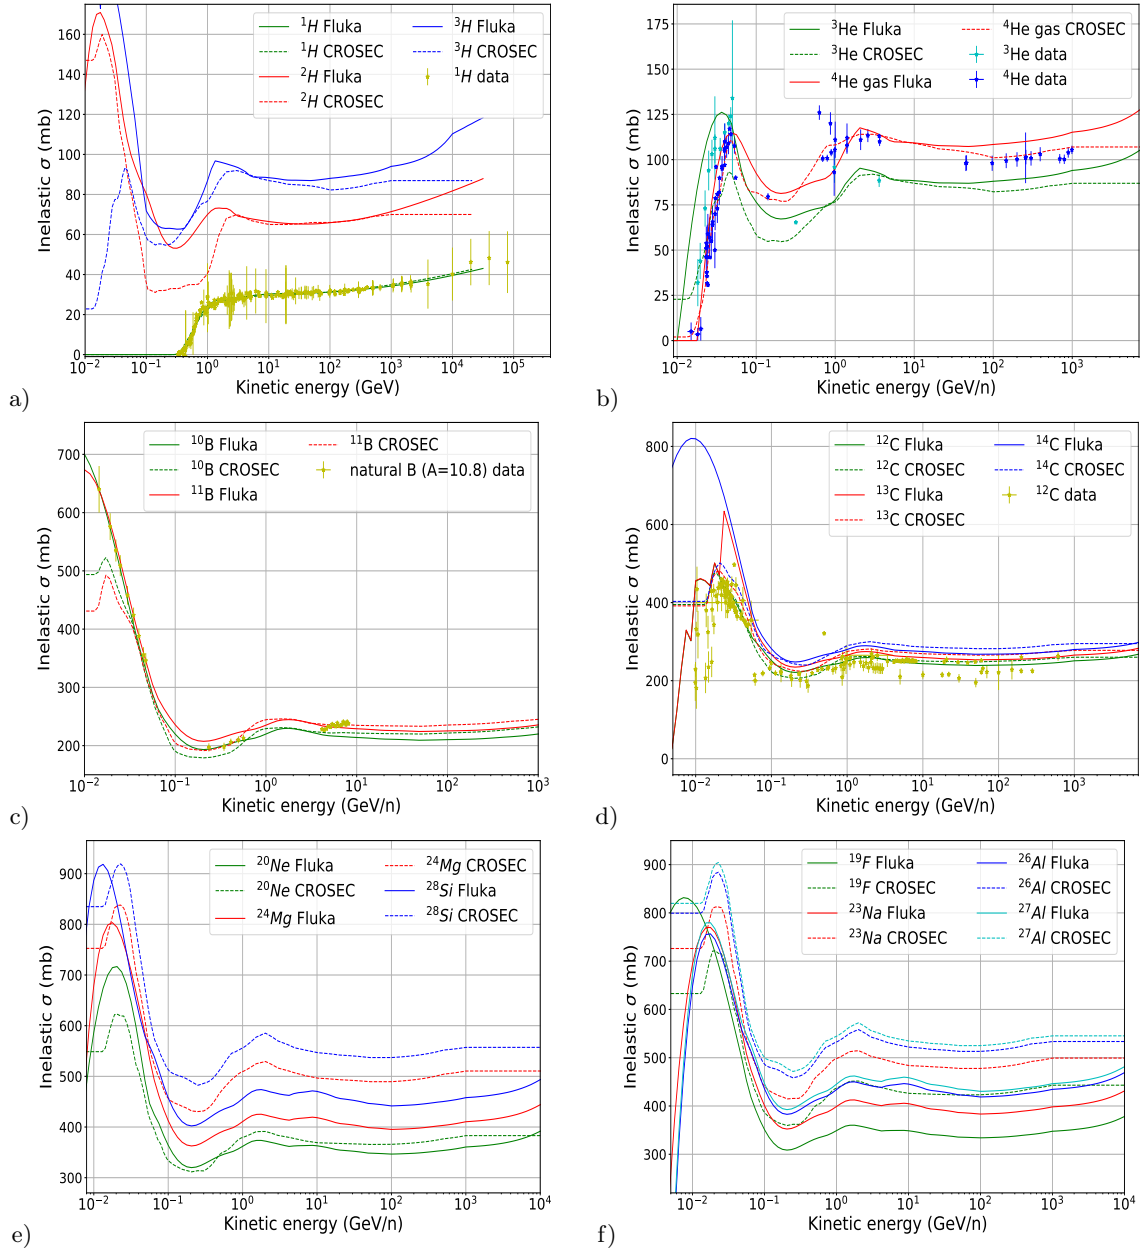 ¹H Fluka
¹H CROSEC
²H Fluka
²H CROSEC
³H Fluka
³H CROSEC
¹H data
Inelastic σ (mb)
160
140
120
100
80
60
40
20
0
10⁻² 10⁻¹ 10⁰ 10¹ 10² 10³ 10⁴ 10⁵
Kinetic energy (GeV)
a)
³He Fluka
³He CROSEC
⁴He gas Fluka
⁴He gas CROSEC
³He data
⁴He data
Inelastic σ (mb)
175
150
125
100
75
50
25
0
10⁻² 10⁻¹ 10⁰ 10¹ 10² 10³
Kinetic energy (GeV/n)
b)
¹⁰B Fluka
¹⁰B CROSEC
¹¹B Fluka
¹¹B CROSEC
natural B (A=10.8) data
Inelastic σ (mb)
700
600
500
400
300
200
10⁻² 10⁻¹ 10⁰ 10¹ 10² 10³
Kinetic energy (GeV/n)
c)
¹²C Fluka
¹²C CROSEC
¹³C Fluka
¹³C CROSEC
¹⁴C Fluka
¹⁴C CROSEC
¹²C data
Inelastic σ (mb)
800
600
400
200
0
10⁻² 10⁻¹ 10⁰ 10¹ 10² 10³
Kinetic energy (GeV/n)
d)
²⁰Ne Fluka
²⁰Ne CROSEC
²⁴Mg Fluka
²⁴Mg CROSEC
²⁸Si Fluka
²⁸Si CROSEC
Inelastic σ (mb)
900
800
700
600
500
400
300
10⁻² 10⁻¹ 10⁰ 10¹ 10² 10³ 10⁴
Kinetic energy (GeV/n)
e)
¹⁹F Fluka
¹⁹F CROSEC
²³Na Fluka
²³Na CROSEC
²⁶Al Fluka
²⁶Al CROSEC
²⁷Al Fluka
²⁷Al CROSEC
Inelastic σ (mb)
900
800
700
600
500
400
300
10⁻² 10⁻¹ 10⁰ 10¹ 10² 10³ 10⁴
Kinetic energy (GeV/n)
f)